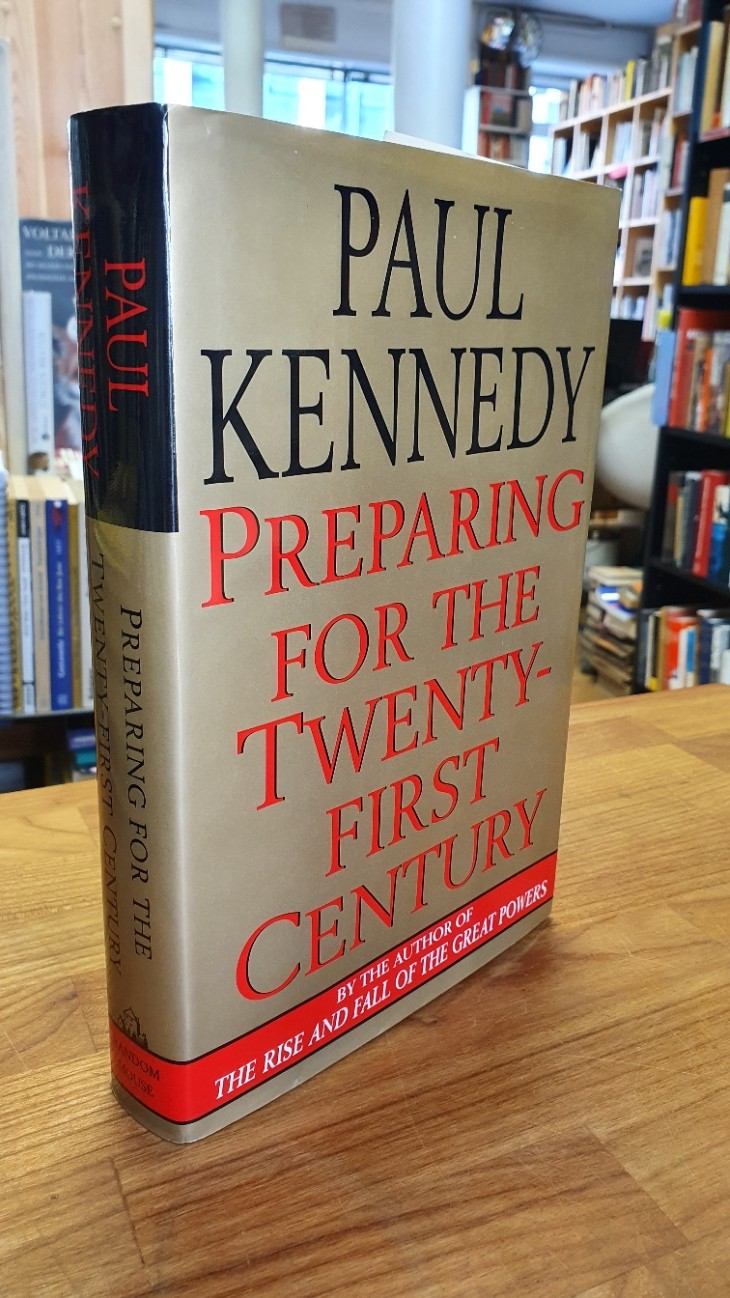 PAUL
KENNEDY
PREPARING
FOR THE
TWENTY-
FIRST
CENTURY
BY THE AUTHOR OF
THE RISE AND FALL OF THE GREAT POWERS
PAUL
KENNEDY
PREPARING FOR THE
TWENTY-FIRST CENTURY
RANDOM
HOUSE